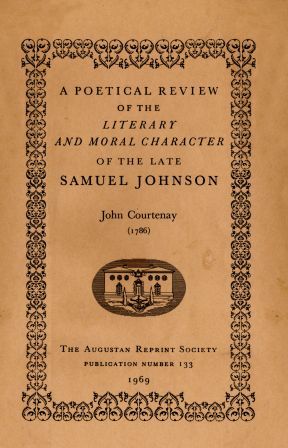 A POETICAL REVIEW
OF THE
LITERARY
AND MORAL CHARACTER
OF THE LATE
SAMUEL JOHNSON
John Courtenay
(1786)
THE AUGUSTAN REPRINT SOCIETY
PUBLICATION NUMBER 133
1969